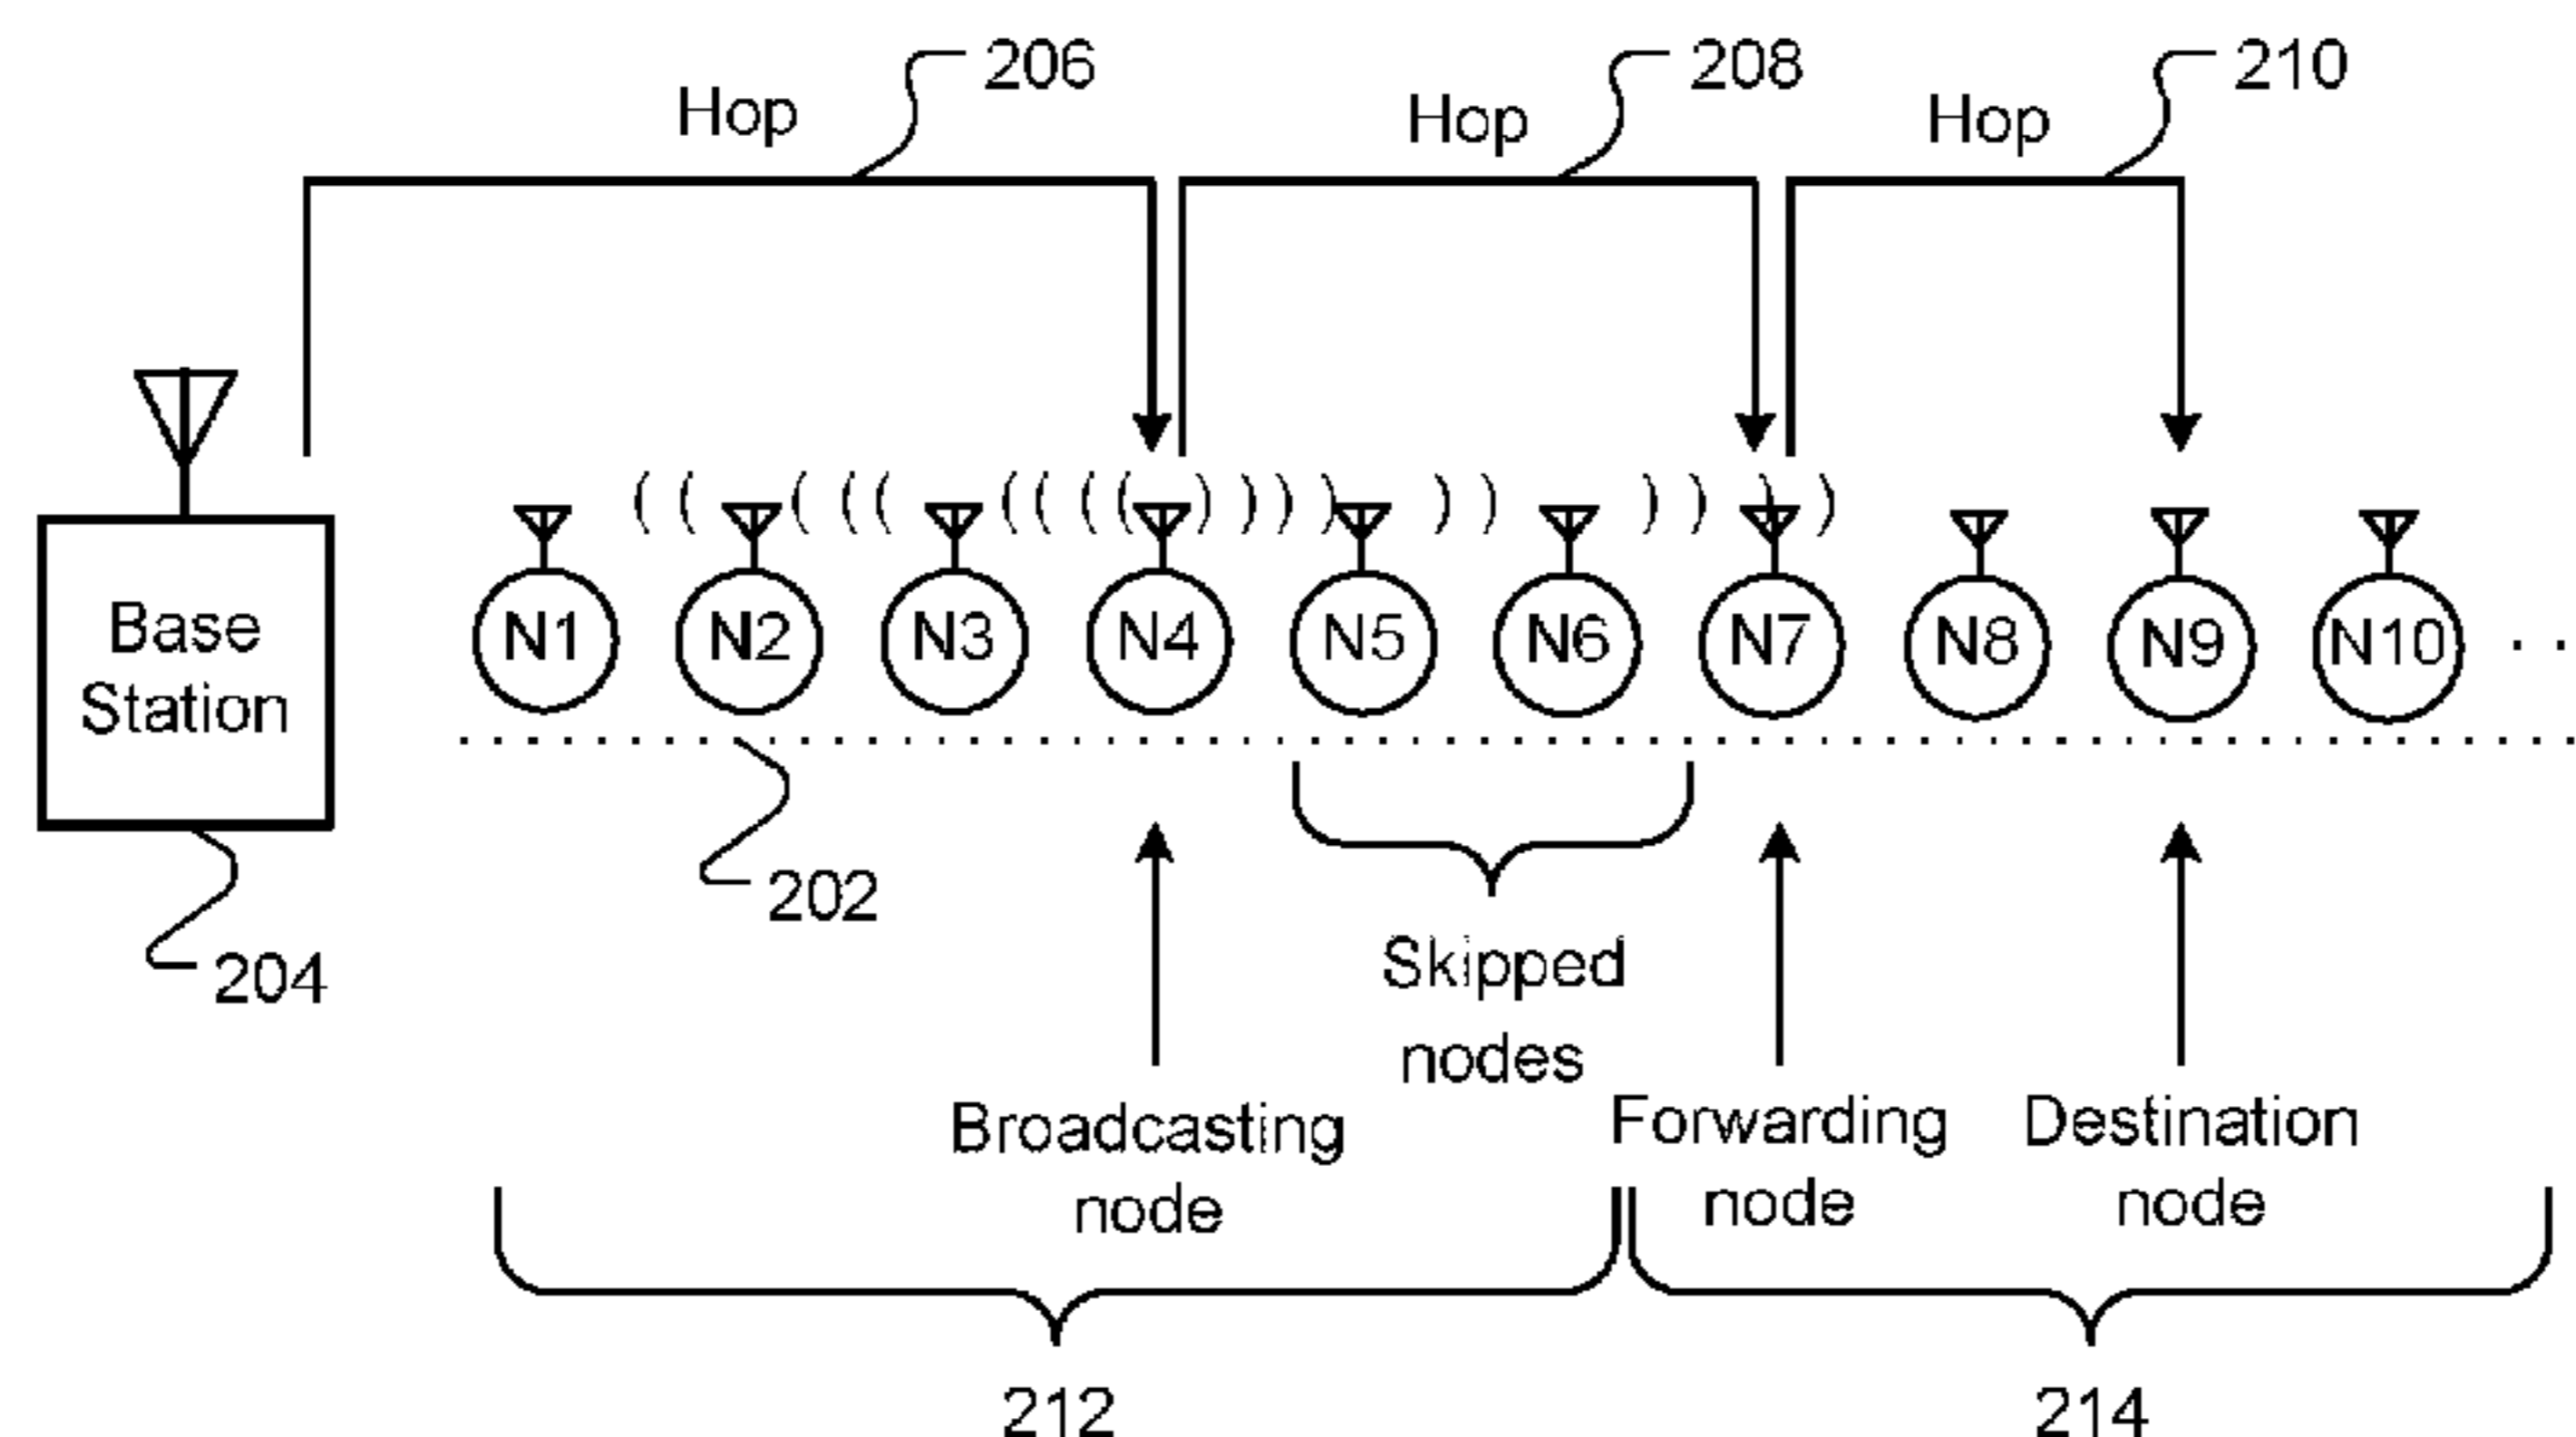 206
208
210
Hop
Hop
Hop
Base
Station
N1
N2
N3
N4
N5
N6
N7
N8
N9
N10
202
204
Skipped
nodes
Broadcasting
node
Forwarding
node
Destination
node
212
214